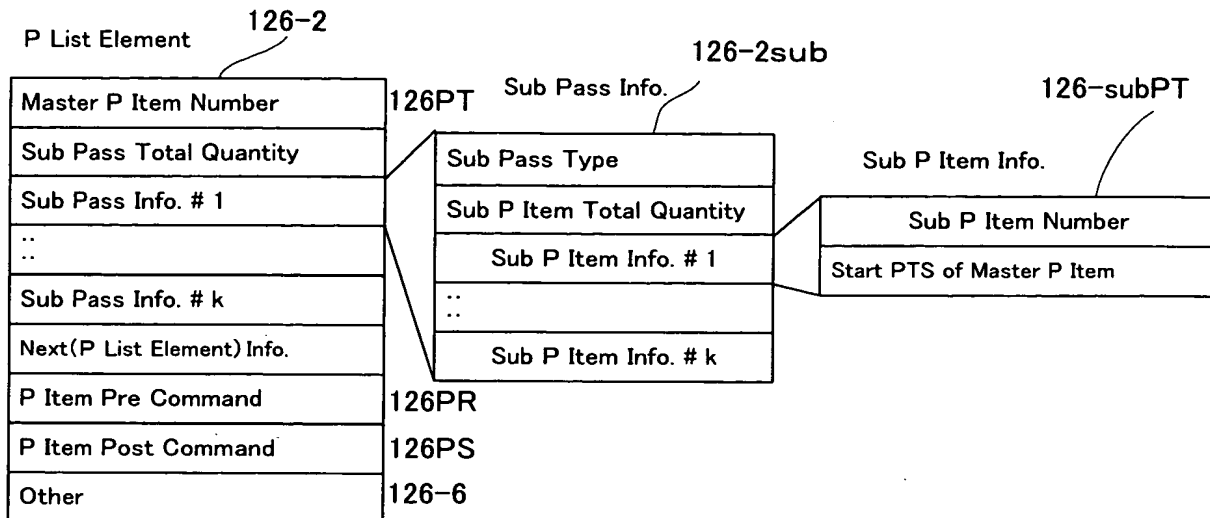 P List Element
126-2
Master P Item Number
126PT
Sub Pass Total Quantity
Sub Pass Info. # 1
::
Sub Pass Info. # k
Next(P List Element) Info.
P Item Pre Command
126PR
P Item Post Command
126PS
Other
126-6
Sub Pass Info.
126-2sub
Sub Pass Type
Sub P Item Total Quantity
Sub P Item Info. # 1
::
Sub P Item Info. # k
Sub P Item Info.
126-subPT
Sub P Item Number
Start PTS of Master P Item